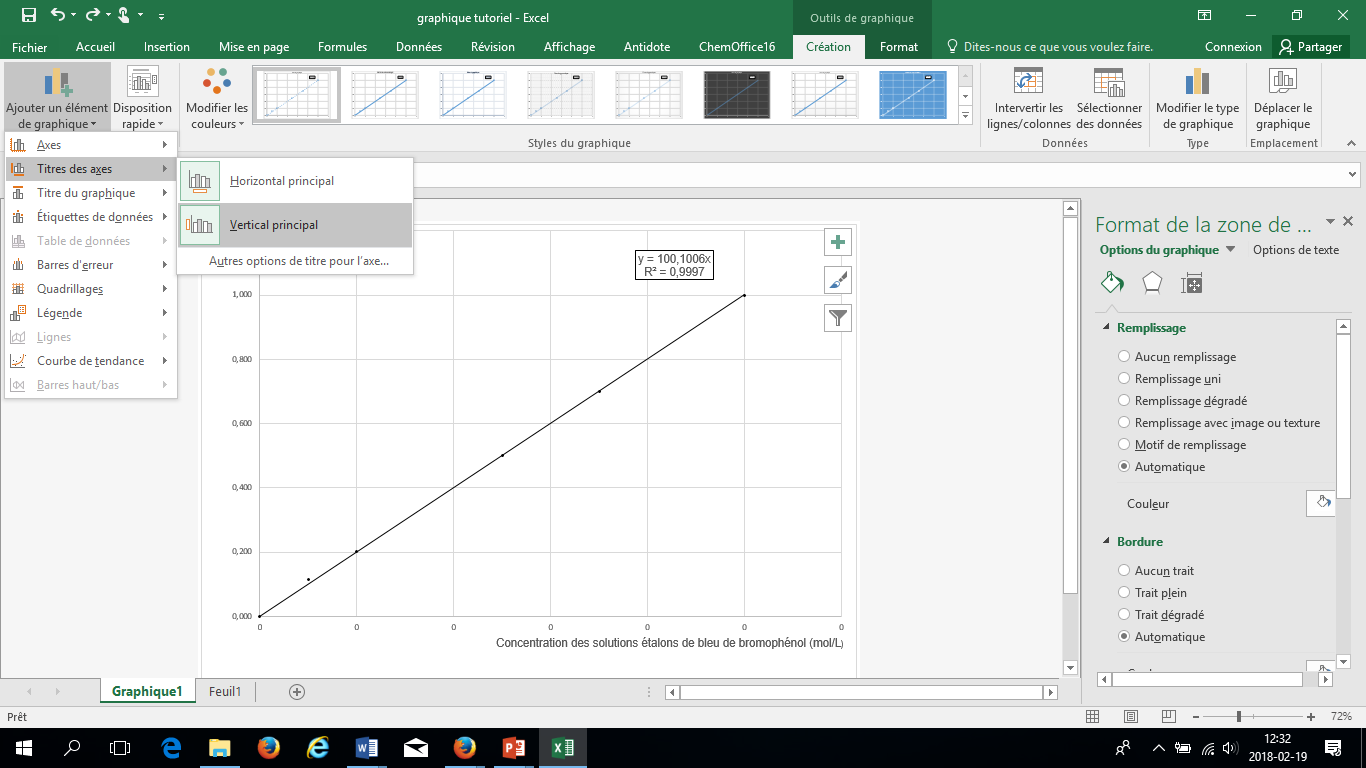 graphique tutoriel - Excel
Outils de graphique
Fichier
Accueil
Insertion
Mise en page
Formules
Données
Révision
Affichage
Antidote
ChemOffice16
Création
Format
Dites-nous ce que vous voulez faire.
Connexion
Partager
Ajouter un élément
de graphique
Disposition
rapide
Modifier les
couleurs
Intervertir les
lignes/colonnes
Sélectionner
des données
Modifier le type
de graphique
Déplacer le
graphique
Styles du graphique
Données
Type
Emplacement
Axes
Titres des axes
Titre du graphique
Étiquettes de données
Table de données
Barres d'erreur
Quadrillages
Légende
Lignes
Courbe de tendance
Barres haut/bas
Horizontal principal
Vertical principal
Autres options de titre pour l'axe...
y = 100,1006x
R² = 0,9997
1,000
0,800
0,600
0,400
0,200
0,000
0 0 0 0 0 0 0
Concentration des solutions étalons de bleu de bromophénol (mol/L)
Format de la zone de ...
Options du graphique
Options de texte
Remplissage
Aucun remplissage
Remplissage uni
Remplissage dégradé
Remplissage avec image ou texture
Motif de remplissage
Automatique
Couleur
Bordure
Aucun trait
Trait plein
Trait dégradé
Automatique
Graphique1
Feuil1
Prêt
72%
12:32
2018-02-19